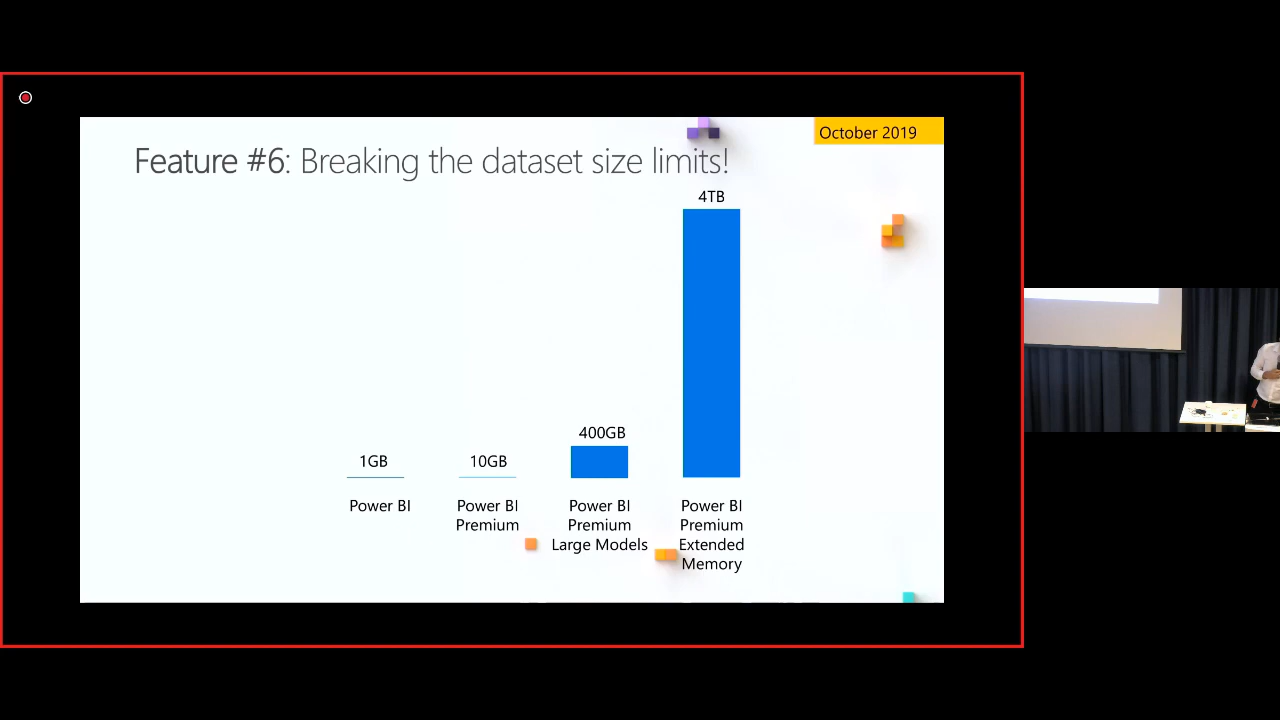 October 2019
Feature #6: Breaking the dataset size limits!
4TB
400GB
1GB
10GB
Power BI
Power BI
Premium
Power BI
Premium
Large Models
Power BI
Premium
Extended
Memory